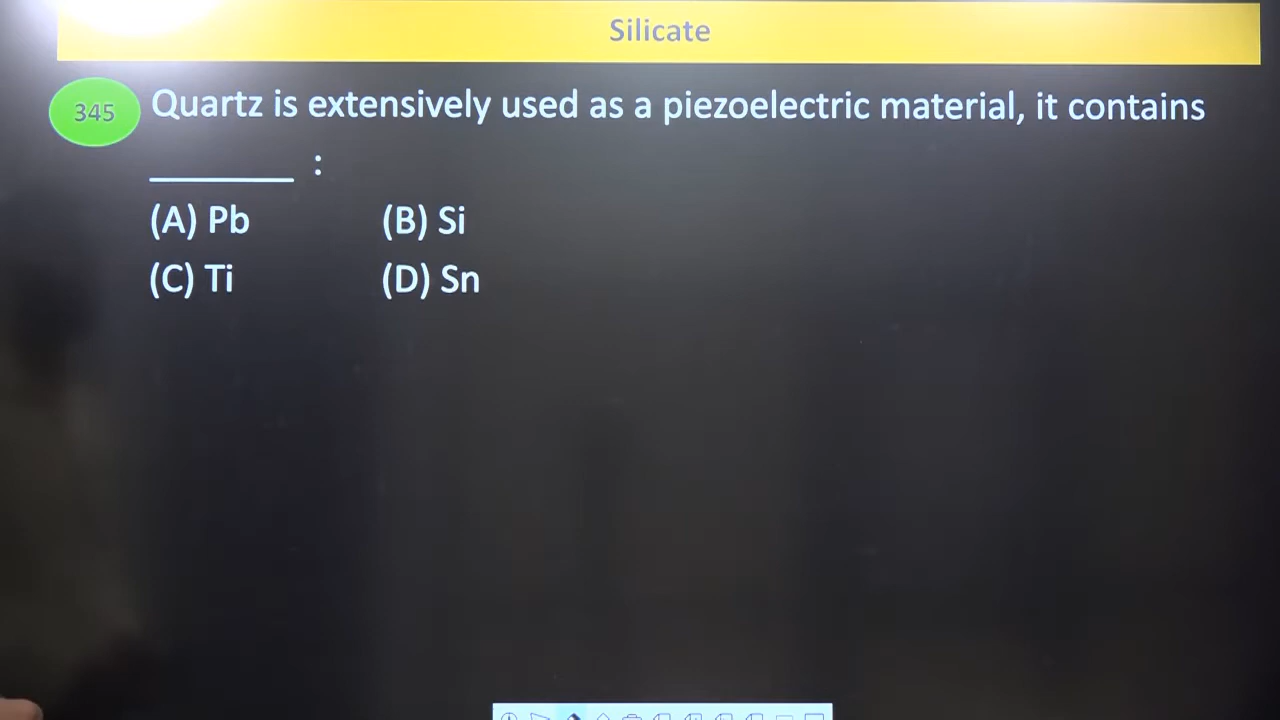 Silicate
345 Quartz is extensively used as a piezoelectric material, it contains
________ :
(A) Pb (B) Si
(C) Ti (D) Sn